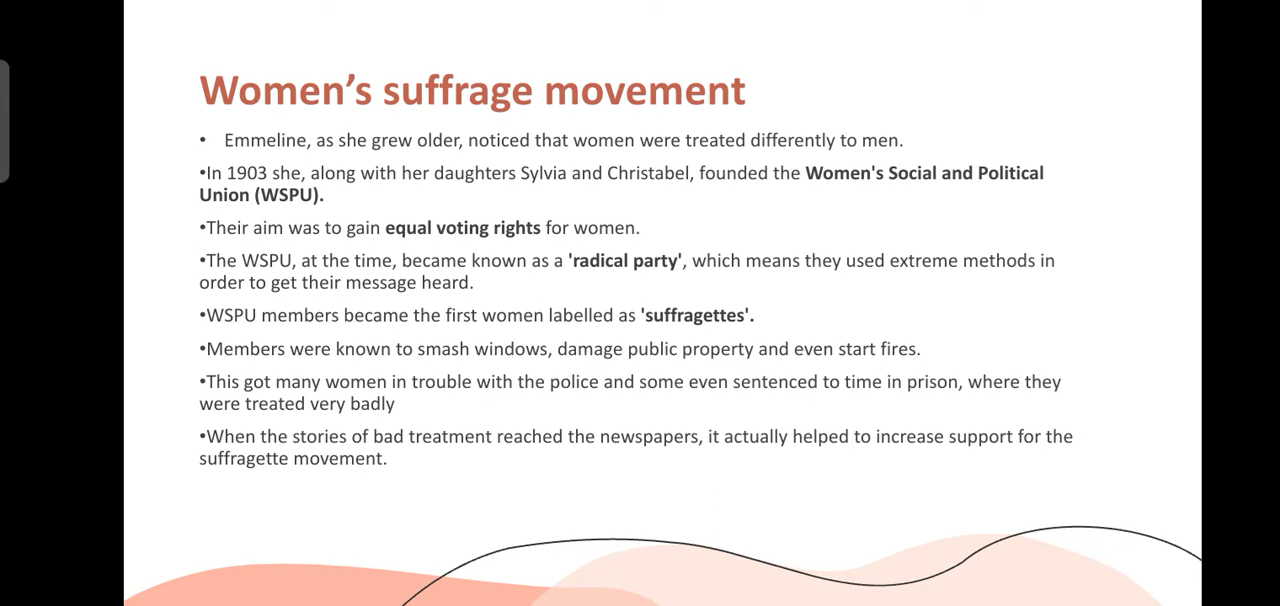 Women’s suffrage movement
• Emmeline, as she grew older, noticed that women were treated differently to men.
•In 1903 she, along with her daughters Sylvia and Christabel, founded the Women's Social and Political
Union (WSPU).
•Their aim was to gain equal voting rights for women.
•The WSPU, at the time, became known as a 'radical party', which means they used extreme methods in
order to get their message heard.
•WSPU members became the first women labelled as 'suffragettes'.
•Members were known to smash windows, damage public property and even start fires.
•This got many women in trouble with the police and some even sentenced to time in prison, where they
were treated very badly
•When the stories of bad treatment reached the newspapers, it actually helped to increase support for the
suffragette movement.